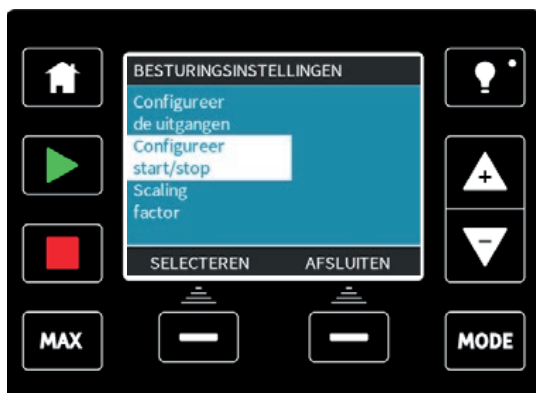 BESTURINGSINSTELLINGEN
Configureer
de uitgangen
Configureer
start/stop
Scaling
factor
SELECTEREN AFSLUITEN
+
-
MAX
MODE